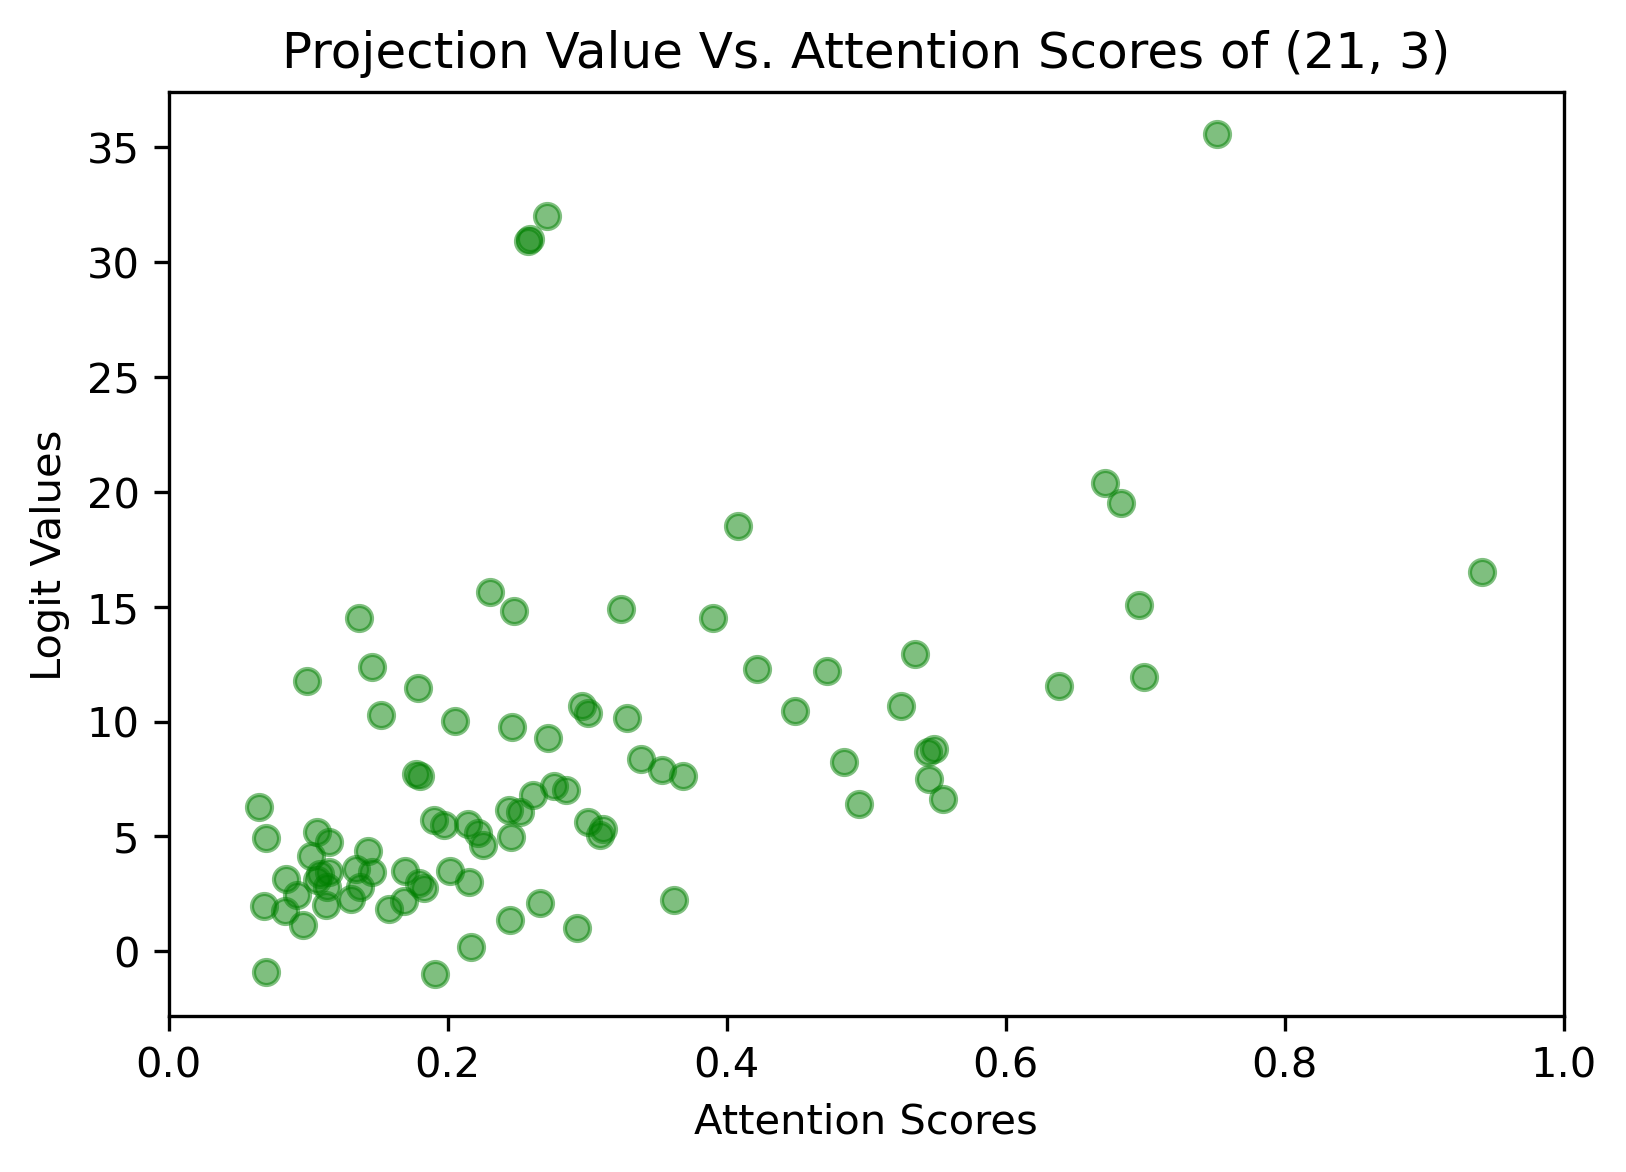 Projection Value Vs. Attention Scores of (21, 3)
35
30
25
20
15
10
5
0
Logit Values
0.0 0.2 0.4 0.6 0.8 1.0
Attention Scores